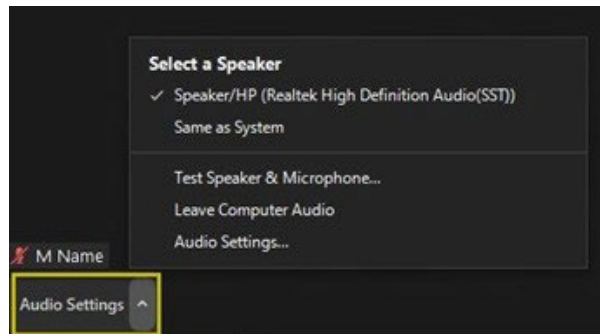 Select a Speaker
Speaker/HP (Realtek High Definition Audio(SST))
Same as System
Test Speaker & Microphone...
Leave Computer Audio
Audio Settings...
M Name
Audio Settings